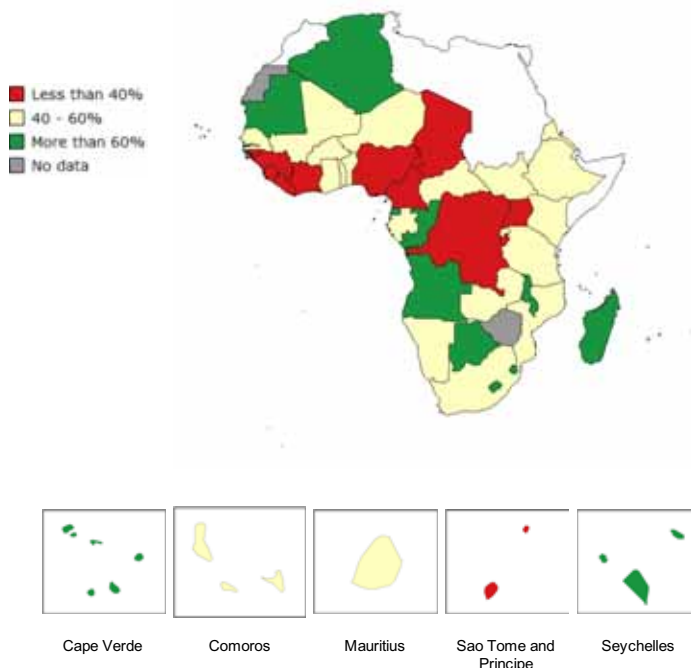 Less than 40%
40 - 60%
More than 60%
No data
Cape Verde
Comoros
Mauritius
Sao Tome and
Principe
Seychelles